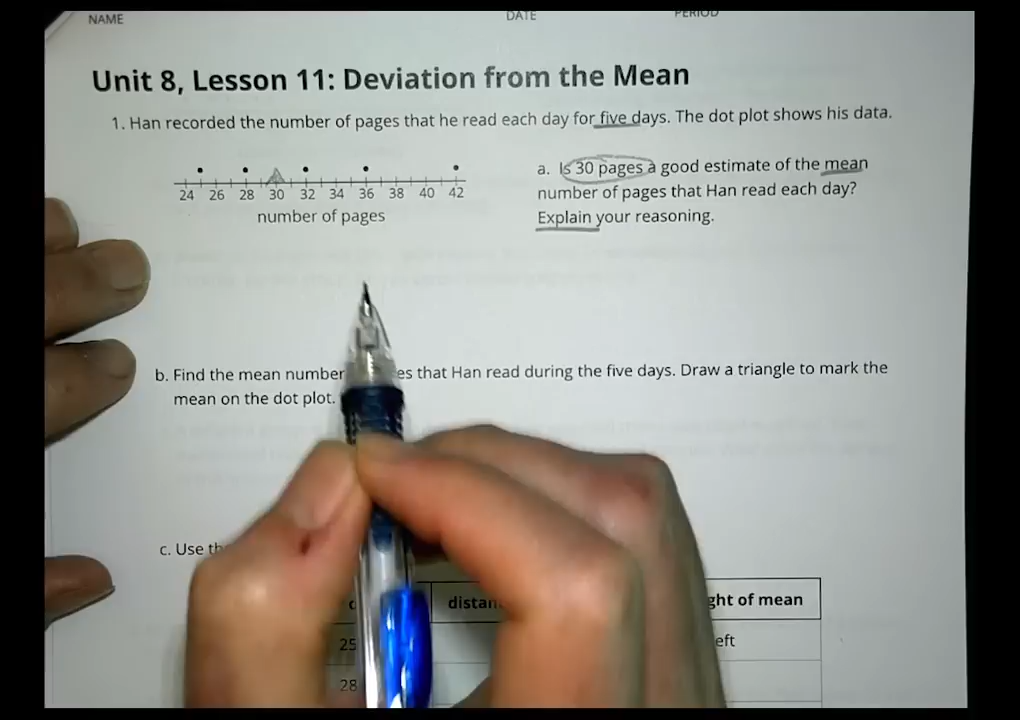 NAME
DATE
PERIOD
Unit 8, Lesson 11: Deviation from the Mean
1. Han recorded the number of pages that he read each day for five days. The dot plot shows his data.
24 26 28 30 32 34 36 38 40 42
number of pages
a. Is 30 pages a good estimate of the mean
number of pages that Han read each day?
Explain your reasoning.
b. Find the mean number es that Han read during the five days. Draw a triangle to mark the
mean on the dot plot.
c. Use th
distan ght of mean
25 eft
28